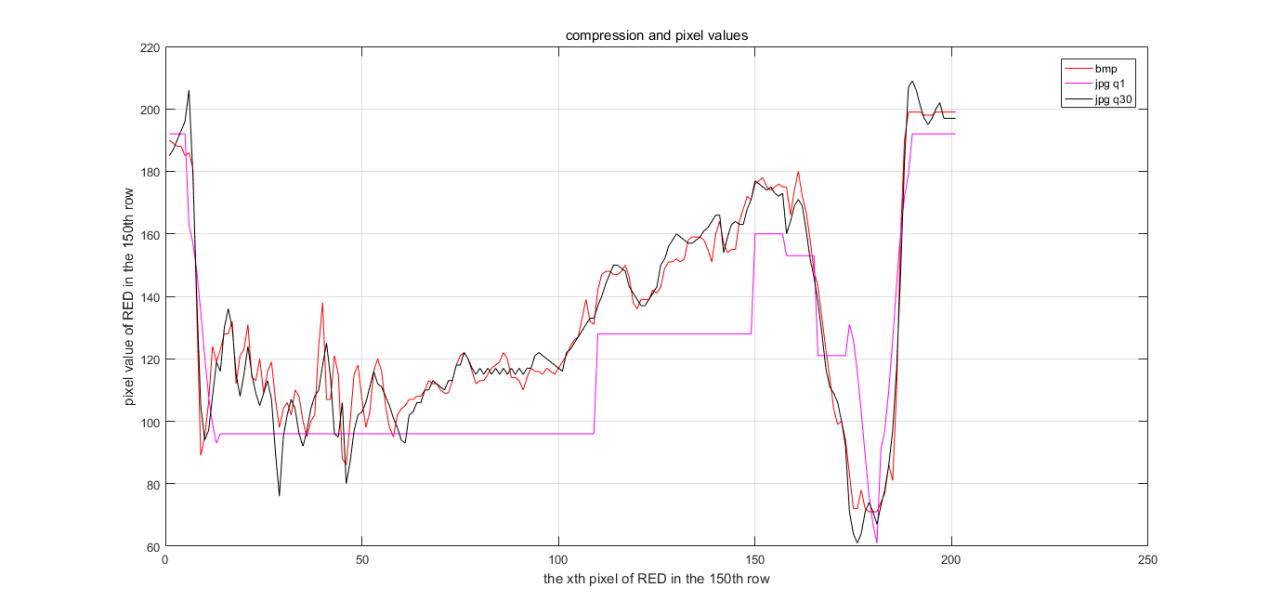 compression and pixel values
220
200
180
160
140
120
100
80
60
0
50
100
150
200
250
pixel value of RED in the 150th row
the xth pixel of RED in the 150th row
bmp
jpg q1
jpg q30